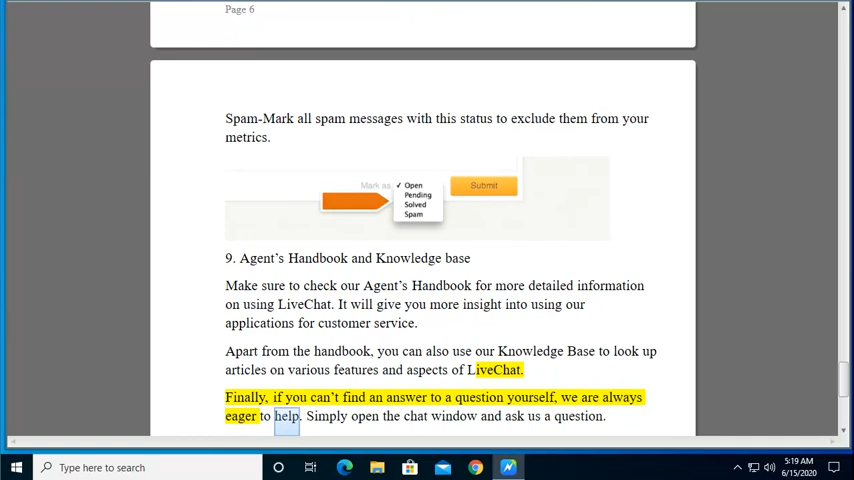 Page 6
Spam-Mark all spam messages with this status to exclude them from your
metrics.
Mark as ✓ Open
Submit
Pending
Solved
Spam
9. Agent's Handbook and Knowledge base
Make sure to check our Agent's Handbook for more detailed information
on using LiveChat. It will give you more insight into using our
applications for customer service.
Apart from the handbook, you can also use our Knowledge Base to look up
articles on various features and aspects of LiveChat.
Finally, if you can't find an answer to a question yourself, we are always
eager to help. Simply open the chat window and ask us a question.
Type here to search
5:19 AM
6/15/2020